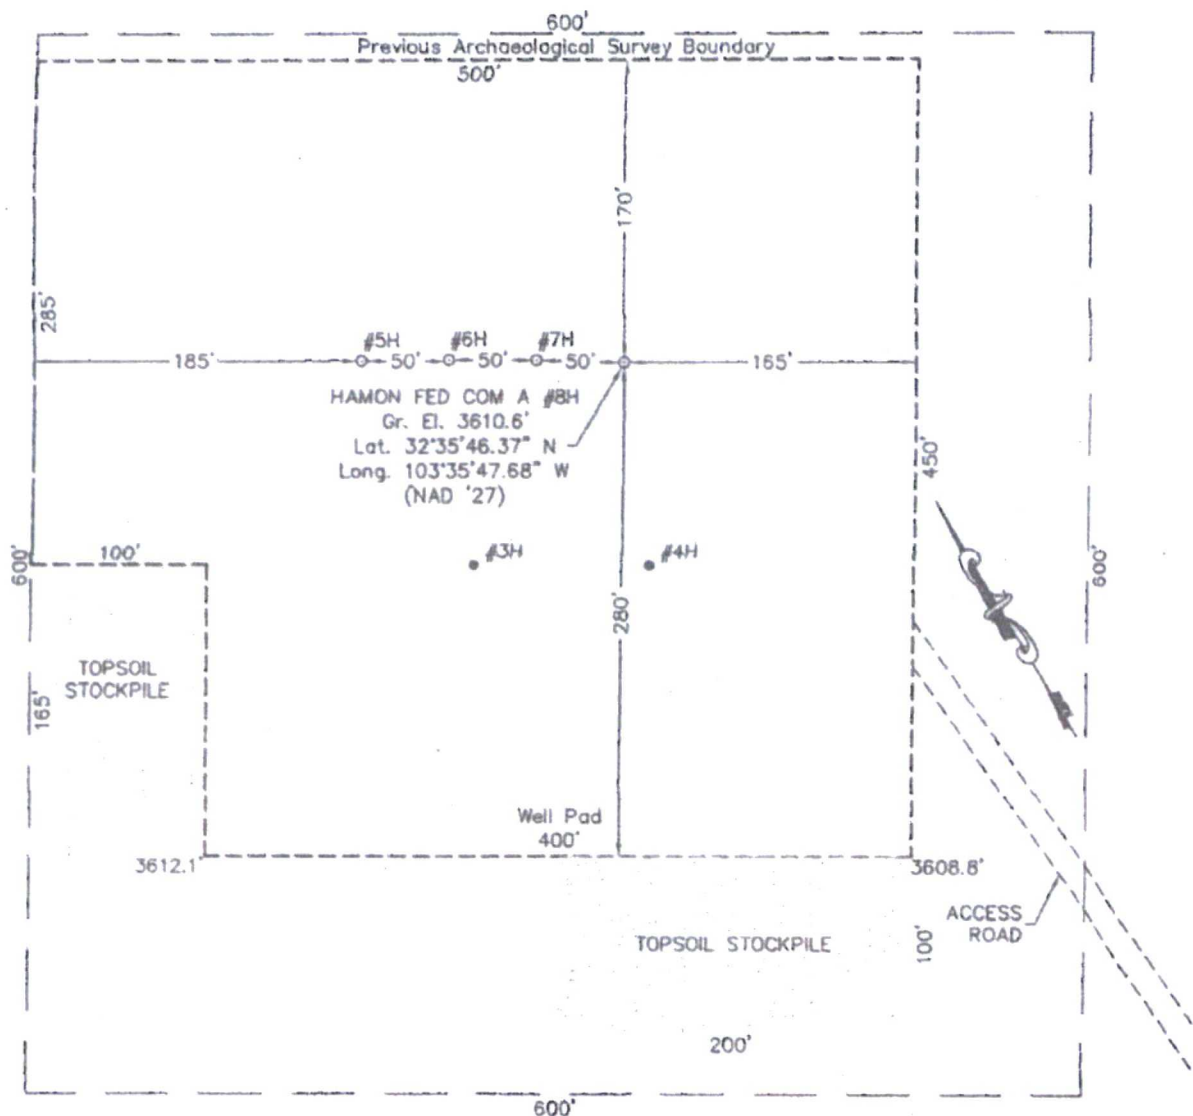 600'
Previous Archaeological Survey Boundary
500'
170'
285'
#5H
#6H
#7H
185'
50'
50'
50'
165'
HAMON FED COM A #8H
Gr. El. 3610.6'
Lat. 32°35'46.37" N
Long. 103°35'47.68" W
(NAD '27)
450'
600'
100'
#3H
#4H
600'
280'
TOPSOIL
STOCKPILE
165'
Well Pad
400'
3612.1'
3608.8'
ACCESS
ROAD
TOPSOIL STOCKPILE
100'
200'
600'